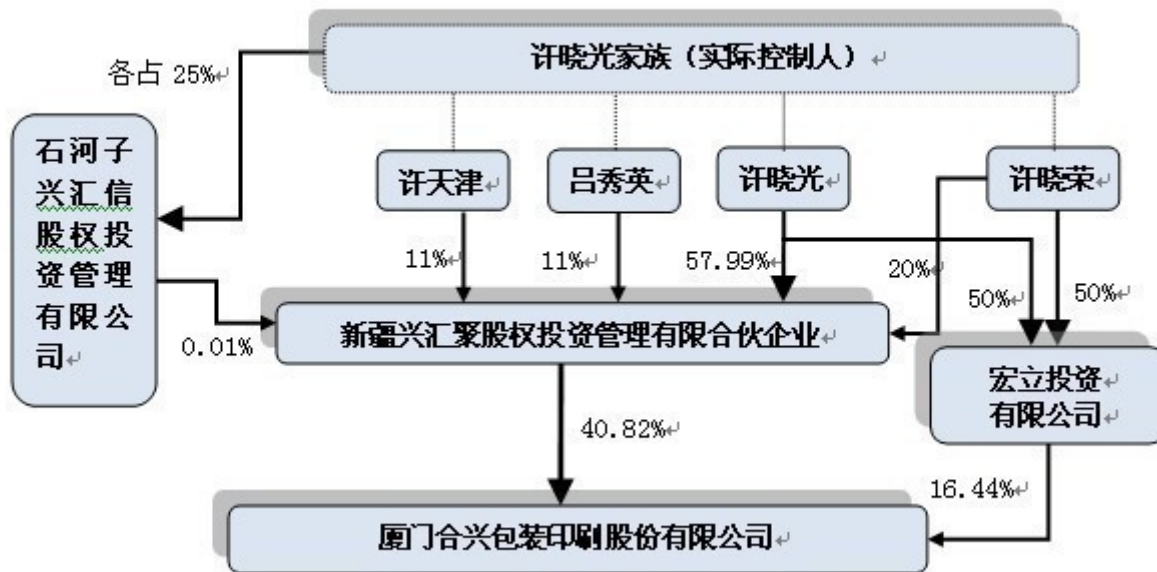 许晓光家族（实际控制人）
各占 25%
石河子
兴汇信
股权投
资管理
有限公
司
许天津
吕秀英
许晓光
许晓荣
11%
11%
57.99%
20%
50%
50%
0.01%
新疆兴汇聚股权投资管理有限合伙企业
宏立投资
有限公司
40.82%
16.44%
厦门合兴包装印刷股份有限公司